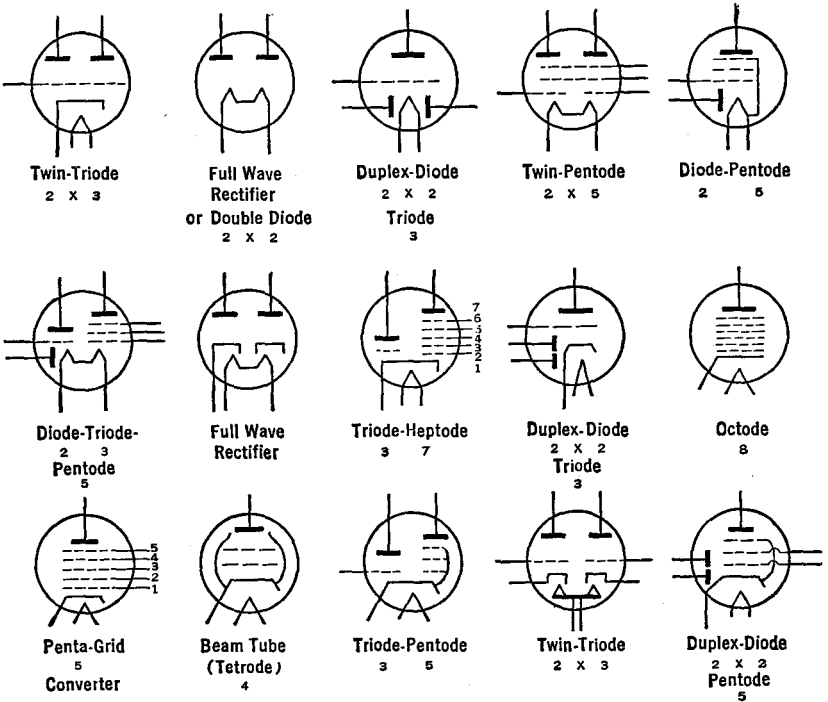 Twin-Triode
2 X 3
Full Wave
Rectifier
or Double Diode
2 X 2
Duplex-Diode
2 X 2
Triode
3
Twin-Pentode
2 X 5
Diode-Pentode
2 5
Diode-Triode-
2 3
Pentode
5
Full Wave
Rectifier
7
6
5
4
3
2
1
Triode-Heptode
3 7
Duplex-Diode
2 X 2
Triode
3
Octode
8
5
4
3
2
1
Penta-Grid
5
Converter
Beam Tube
(Tetrode)
4
Triode-Pentode
3 5
Twin-Triode
2 X 3
Duplex-Diode
2 X 2
Pentode
5